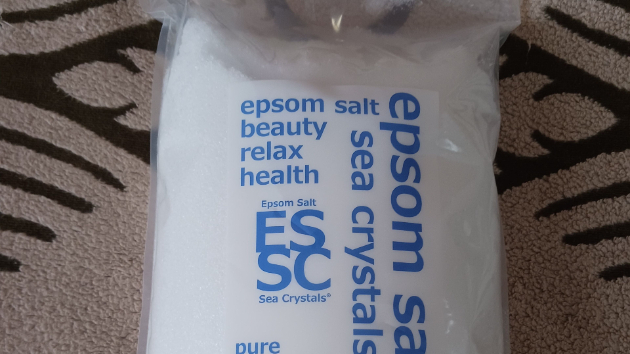 epsom salt
beauty
relax
health
Epsom Salt
ES
SC
Sea Crystals®
pure
epsom sa
sea crystals